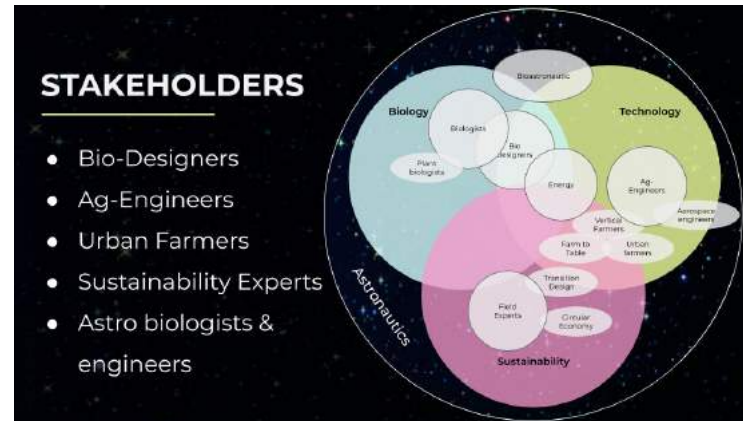 STAKEHOLDERS
Bio-Designers
Ag-Engineers
Urban Farmers
Sustainability Experts
Astro biologists &
engineers
Bioastronautic
Biology
Technology
Biologists
Bio
Designers
Plant
biologists
Energy
Ag-
Engineers
Aerospace
engineers
Vertical
Farmers
Farm to
Table
Urban
farmers
Transition
Design
Field
Experts
Circular
Economy
Astronautics
Sustainability